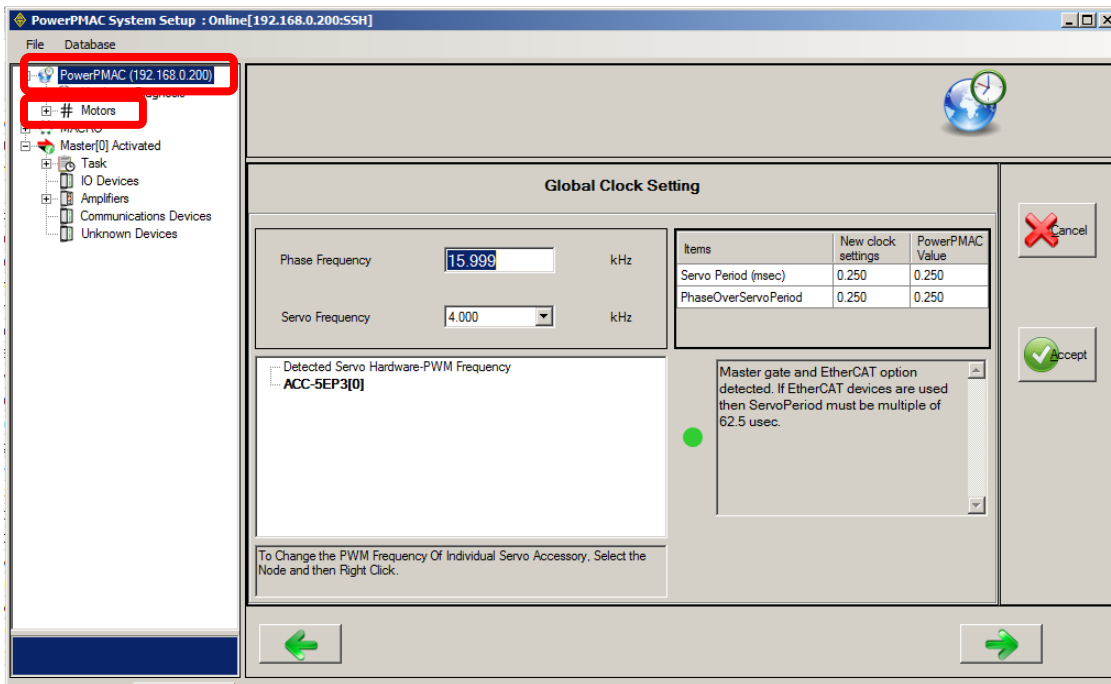 PowerPMAC System Setup : Online[192.168.0.200:SSH]
File Database
PowerPMAC (192.168.0.200)
# Motors
Master[0] Activated
Task
IO Devices
Amplifiers
Communications Devices
Unknown Devices
Global Clock Setting
Phase Frequency 15.999 kHz
Servo Frequency 4.000 kHz
Items New clock settings PowerPMAC Value
Servo Period (msec) 0.250 0.250
PhaseOverServoPeriod 0.250 0.250
Detected Servo Hardware-PWM Frequency
ACC-5EP3[0]
Master gate and EtherCAT option
detected. If EtherCAT devices are used
then ServoPeriod must be multiple of
62.5 usec.
To Change the PWM Frequency Of Individual Servo Accessory, Select the
Node and then Right Click.
Cancel
Accept